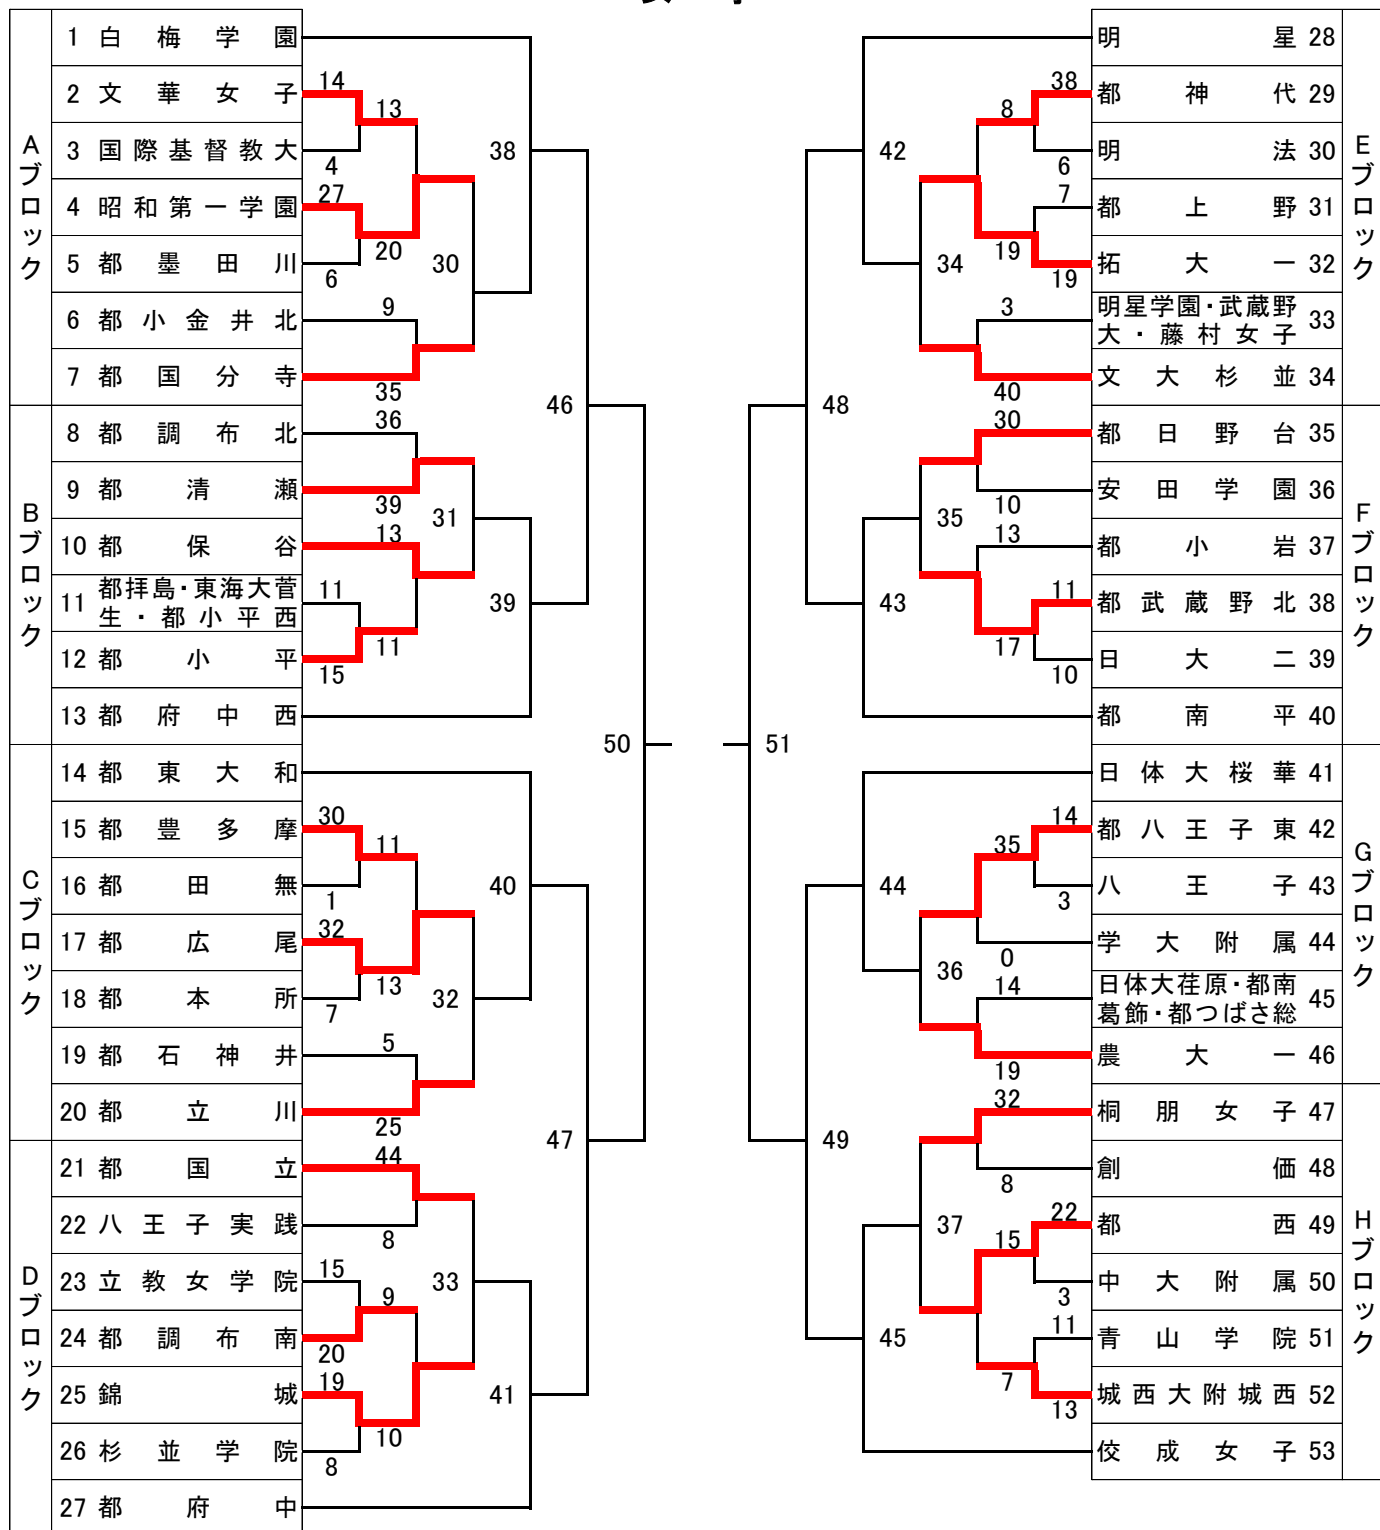 Aブロック
1 白梅学園
2 文華女子
3 国際基督教大
4 昭和第一学園
5 都墨田川
6 都小金井北
7 都国分寺
14
13
4
27
20
6
9
35
30
38
Bブロック
8 都調布北
9 都清瀬
10 都保谷
11 都拝島・東海大菅
生・都小平西
12 都小平
13 都府中西
36
39
13
11
11
15
31
39
46
Cブロック
14 都東大和
15 都豊多摩
16 都田無
17 都広尾
18 都本所
19 都石神井
20 都立川
30
11
1
32
13
7
5
25
32
40
Dブロック
21 都国立
22 八王子実践
23 立教女学院
24 都調布南
25 錦城
26 杉並学院
27 都府中
44
8
15
9
20
19
10
8
33
41
47
50
Eブロック
明星 28
都神代 29
明法 30
都上野 31
拓大一 32
明星学園・武蔵野
大・藤村女子 33
文大杉並 34
38
8
6
7
19
19
3
40
34
42
Fブロック
都日野台 35
安田学園 36
都小岩 37
都武蔵野北 38
日大二 39
都南平 40
30
10
13
11
17
10
35
43
48
Gブロック
日体大桜華 41
都八王子東 42
八王子 43
学大附属 44
日体大荏原・都南
葛飾・都つばさ総 45
農大一 46
14
35
3
0
14
19
36
44
Hブロック
桐朋女子 47
創価 48
都西 49
中大附属 50
青山学院 51
城西大附城西 52
佼成女子 53
32
8
22
15
3
11
7
13
37
45
49
51